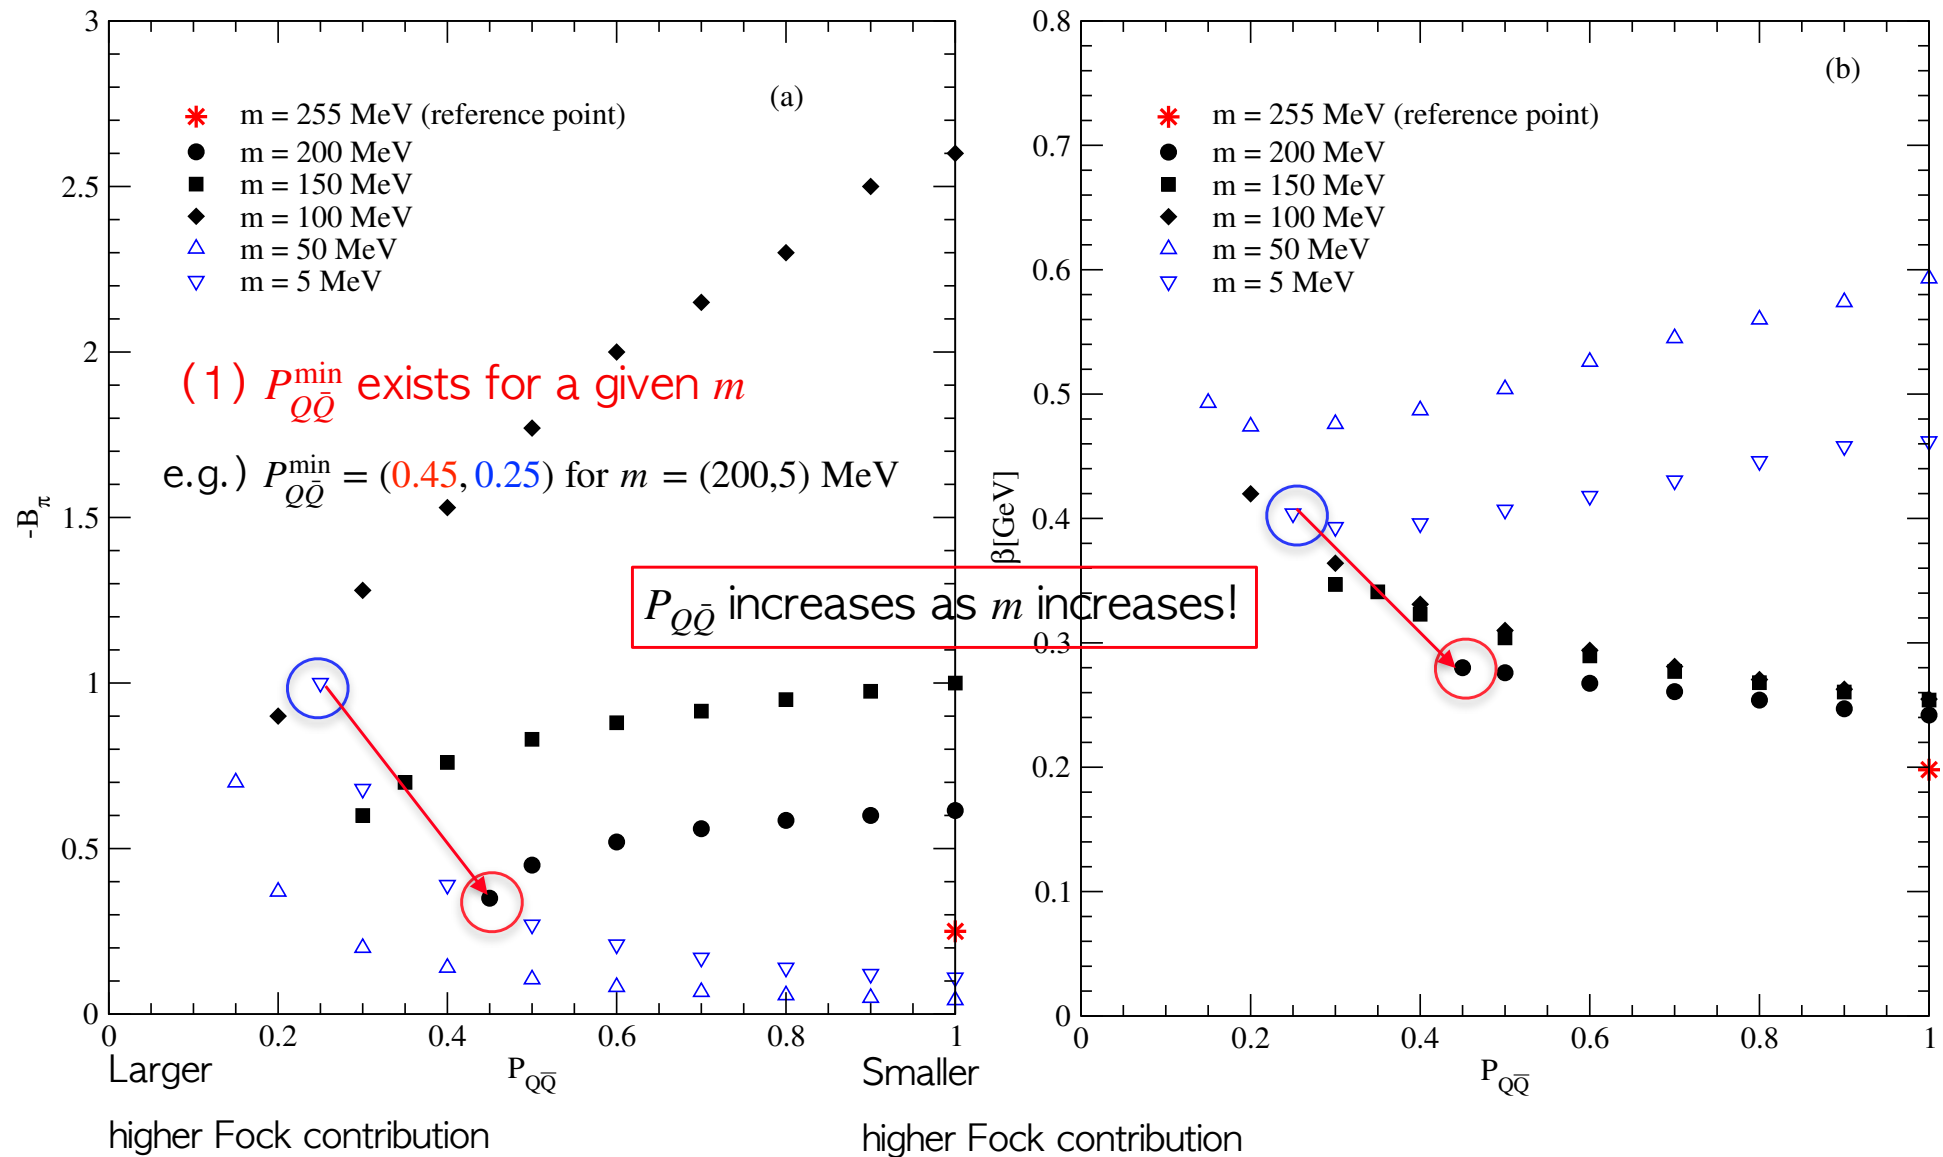 3
2.5
2
1.5
1
0.5
0
-B_π
(a)
m = 255 MeV (reference point)
m = 200 MeV
m = 150 MeV
m = 100 MeV
m = 50 MeV
m = 5 MeV
(1) P_{QQ̄}^{min} exists for a given m
e.g.) P_{QQ̄}^{min} = (0.45, 0.25) for m = (200,5) MeV
P_{QQ̄} increases as m increases!
0 0.2 0.4 0.6 0.8 1
P_{QQ̄}
Larger
higher Fock contribution
Smaller
higher Fock contribution
0.8
0.7
0.6
0.5
0.4
0.3
0.2
0.1
0
β[GeV]
(b)
m = 255 MeV (reference point)
m = 200 MeV
m = 150 MeV
m = 100 MeV
m = 50 MeV
m = 5 MeV
0 0.2 0.4 0.6 0.8 1
P_{QQ̄}